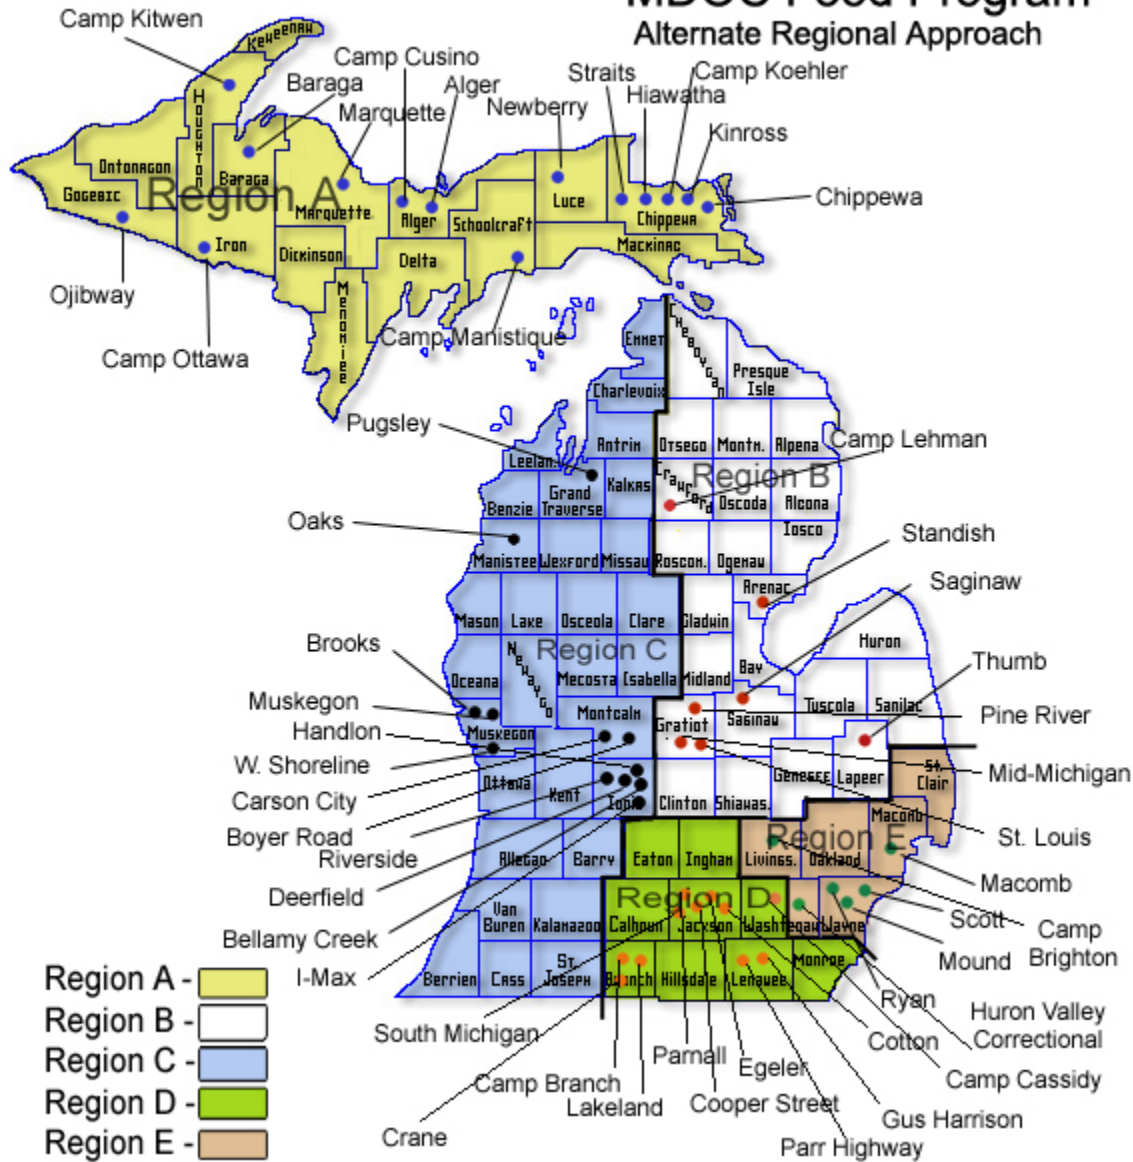 MDOC Food Program
Alternate Regional Approach
Camp Kitwen
Keweenaw
Camp Cusino
Straits
Camp Koehler
Baraga
Alger
Hiawatha
Marquette
Newberry
Kinross
Houghton
Ontonagon
Baraga
Gogebic
Region A
Marquette
Alger
Schoolcraft
Luce
Chippewa
Chippewa
Iron
Dickinson
Delta
Mackinac
Ojibway
Menomiee
Camp Ottawa
Camp Manistique
Emmet
Cheboygan
Presque
Isle
Charlevoix
Pugsley
Antrim
Otsego
Montm.
Alpena
Camp Lehman
Leelan.
Kalkas
Crawford
Region B
Benzie
Grand
Traverse
Oscoda
Alcona
Oaks
Iosco
Standish
Manistee
Wexford
Missau
Roscom.
Ogemaw
Arenac
Saginaw
Mason
Lake
Osceola
Clare
Gladwin
Huron
Brooks
Newaygo
Region C
Thumb
Oceana
Mecosta
Isabella
Midland
Bay
Muskegon
Montcalm
Gratiot
Saginaw
Tuscola
Sanilac
Pine River
Handlon
Muskegon
W. Shoreline
Mid-Michigan
Ottawa
Kent
Ionia
Clinton
Shiawas.
Genesee
Lapeer
St.
Clair
Carson City
Boyer Road
Macomb
St. Louis
Riverside
Region E
Allegan
Barry
Eaton
Ingham
Livings.
Oakland
Deerfield
Macomb
Region D
Van
Buren
Kalamazoo
Calhoun
Jackson
Washtenaw
Wayne
Scott
Camp
Brighton
Bellamy Creek
Mound
I-Max
Berrien
Cass
St.
Joseph
Branch
Hillsdale
Lenawee
Monroe
Region A -
Ryan
Region B -
South Michigan
Huron Valley
Correctional
Cotton
Region C -
Parnall
Egeler
Camp Branch
Camp Cassidy
Region D -
Lakeland
Cooper Street
Gus Harrison
Region E -
Crane
Parr Highway